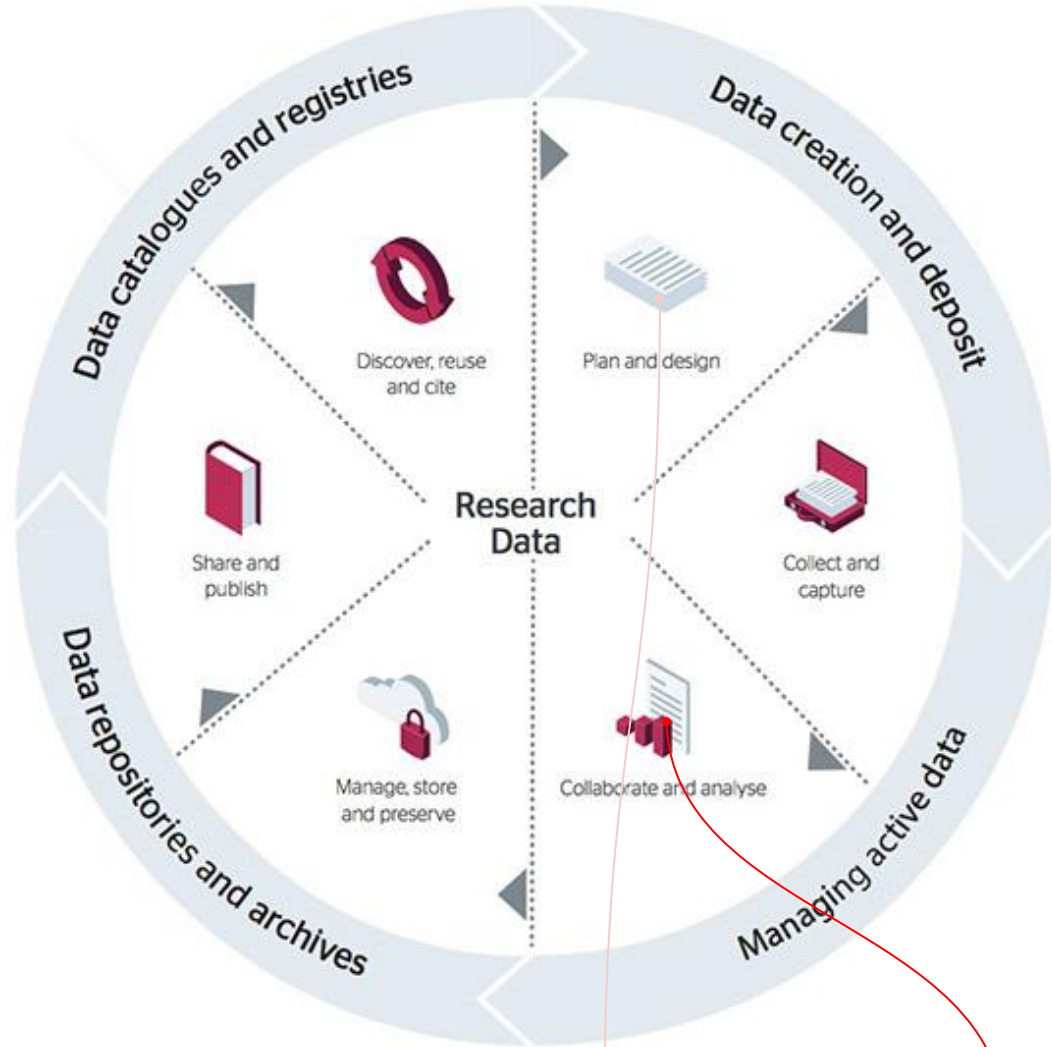 Data catalogues and registries
Data creation and deposit
Discover, reuse
and cite
Plan and design
Research
Data
Share and
publish
Collect and
capture
Manage, store
and preserve
Collaborate and analyse
Data repositories and archives
Managing active data